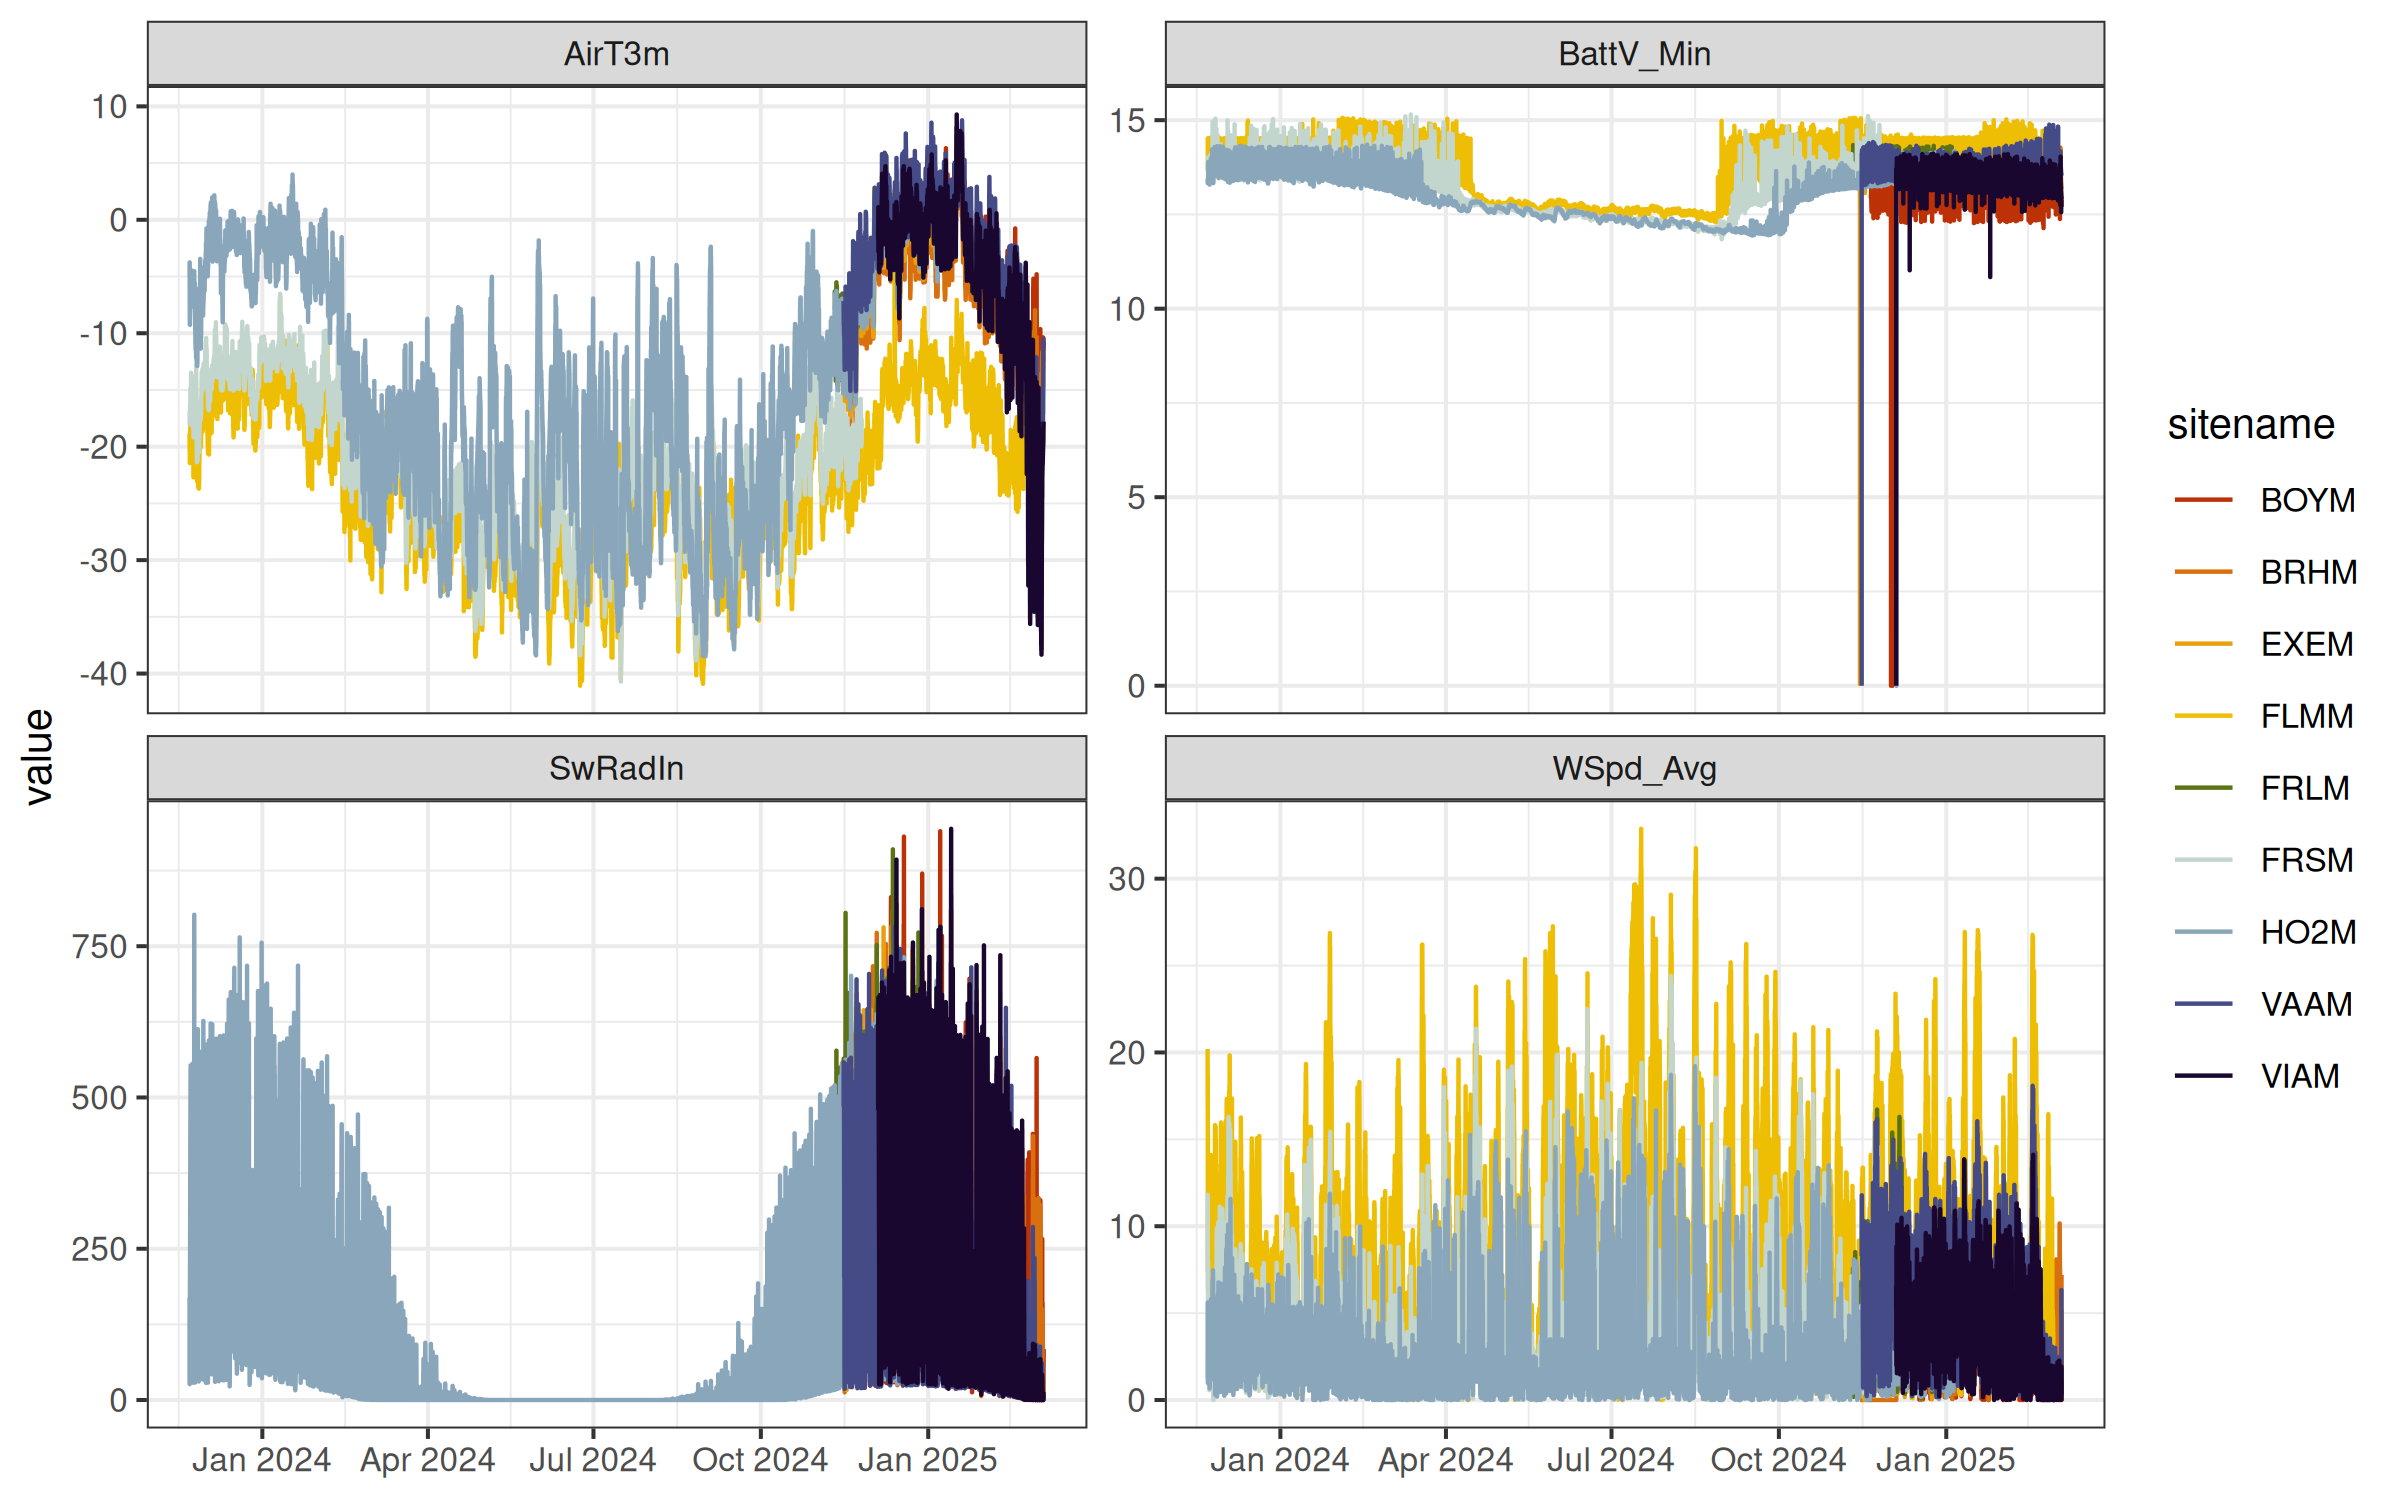 AirT3m
BattV_Min
10
0
-10
-20
-30
-40
15
10
5
0
value
SwRadIn
WSpd_Avg
750
500
250
0
30
20
10
0
Jan 2024 Apr 2024 Jul 2024 Oct 2024 Jan 2025
Jan 2024 Apr 2024 Jul 2024 Oct 2024 Jan 2025
sitename
BOYM
BRHM
EXEM
FLMM
FRLM
FRSM
HO2M
VAAM
VIAM